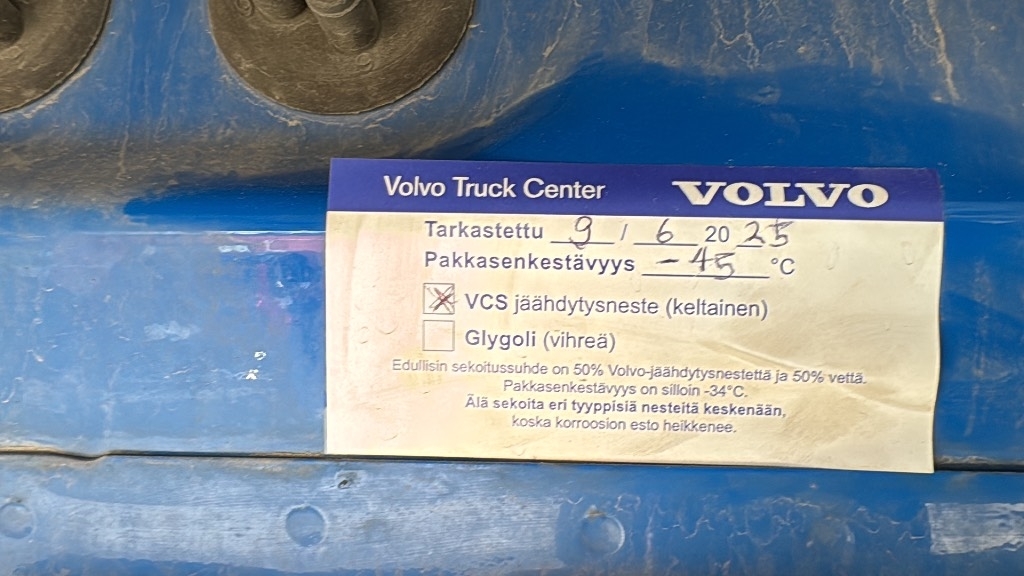 Volvo Truck Center VOLVO
Tarkastettu 9 / 6 20 25
Pakkasenkestävyys -45 °C
VCS jäähdytysneste (keltainen)
Glygoli (vihreä)
Edullisin sekoitussuhde on 50% Volvo-jäähdytysnestettä ja 50% vettä.
Pakkasenkestävyys on silloin -34°C.
Älä sekoita eri tyyppisiä nesteitä keskenään,
koska korroosion esto heikkenee.